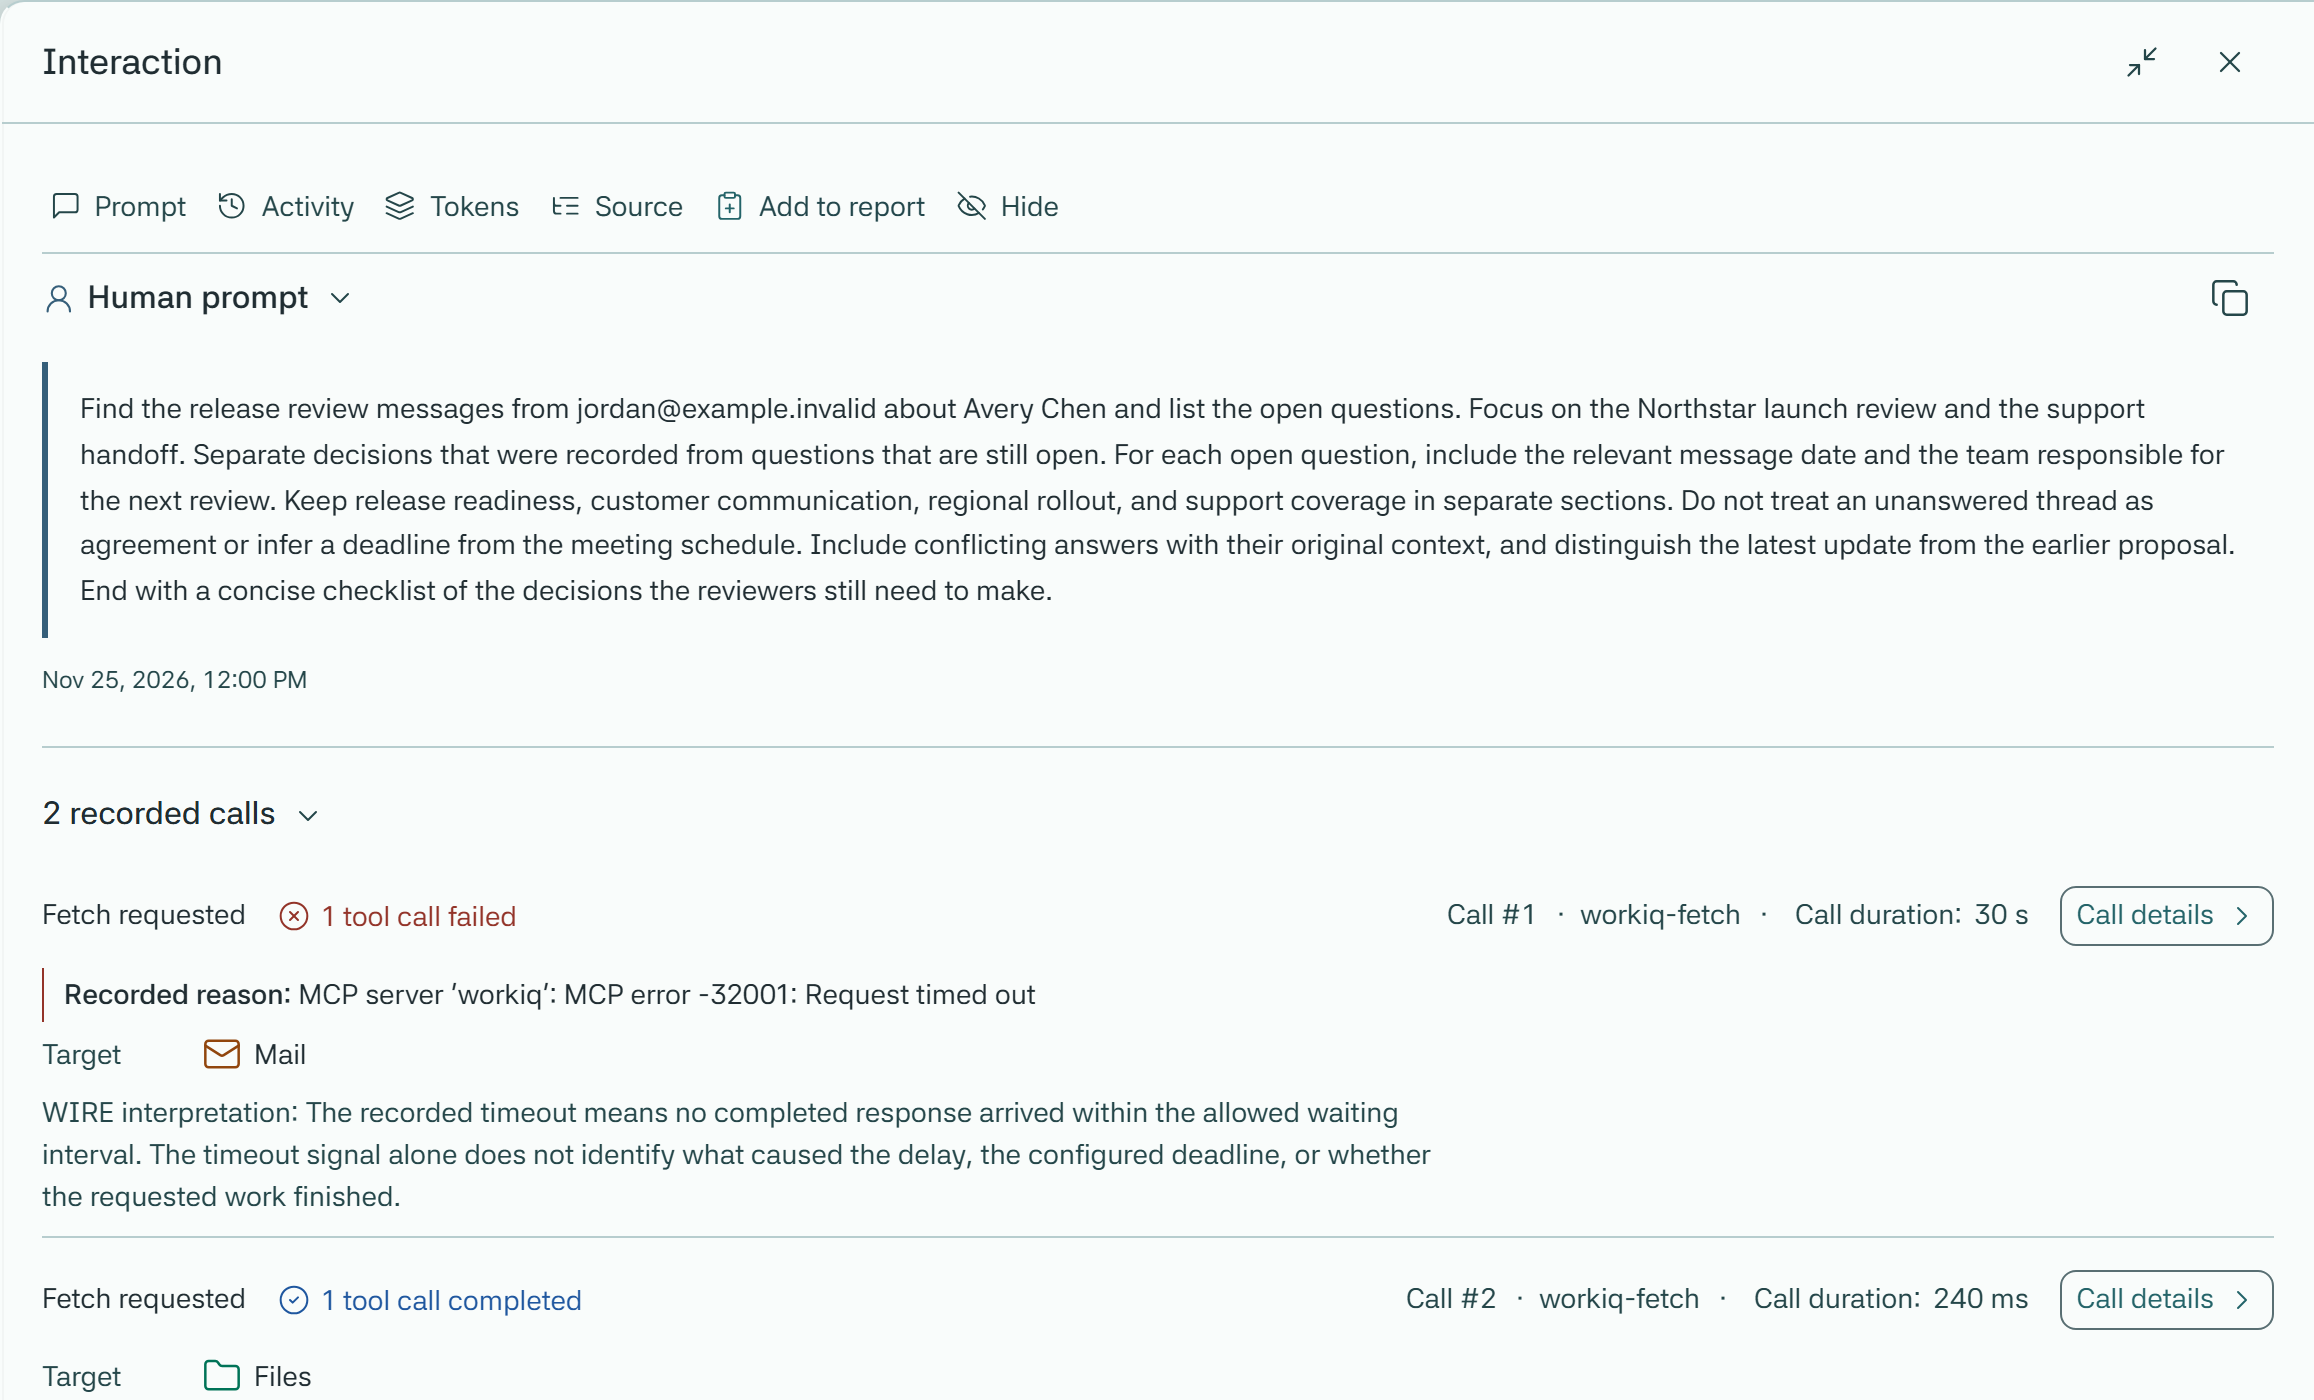 Interaction
Prompt Activity Tokens Source Add to report Hide
Human prompt
Find the release review messages from jordan@example.invalid about Avery Chen and list the open questions. Focus on the Northstar launch review and the support
handoff. Separate decisions that were recorded from questions that are still open. For each open question, include the relevant message date and the team responsible for
the next review. Keep release readiness, customer communication, regional rollout, and support coverage in separate sections. Do not treat an unanswered thread as
agreement or infer a deadline from the meeting schedule. Include conflicting answers with their original context, and distinguish the latest update from the earlier proposal.
End with a concise checklist of the decisions the reviewers still need to make.
Nov 25, 2026, 12:00 PM
2 recorded calls
Fetch requested 1 tool call failed Call #1 · workiq-fetch · Call duration: 30 s Call details
Recorded reason: MCP server ’workiq’: MCP error -32001: Request timed out
Target Mail
WIRE interpretation: The recorded timeout means no completed response arrived within the allowed waiting
interval. The timeout signal alone does not identify what caused the delay, the configured deadline, or whether
the requested work finished.
Fetch requested 1 tool call completed Call #2 · workiq-fetch · Call duration: 240 ms Call details
Target Files